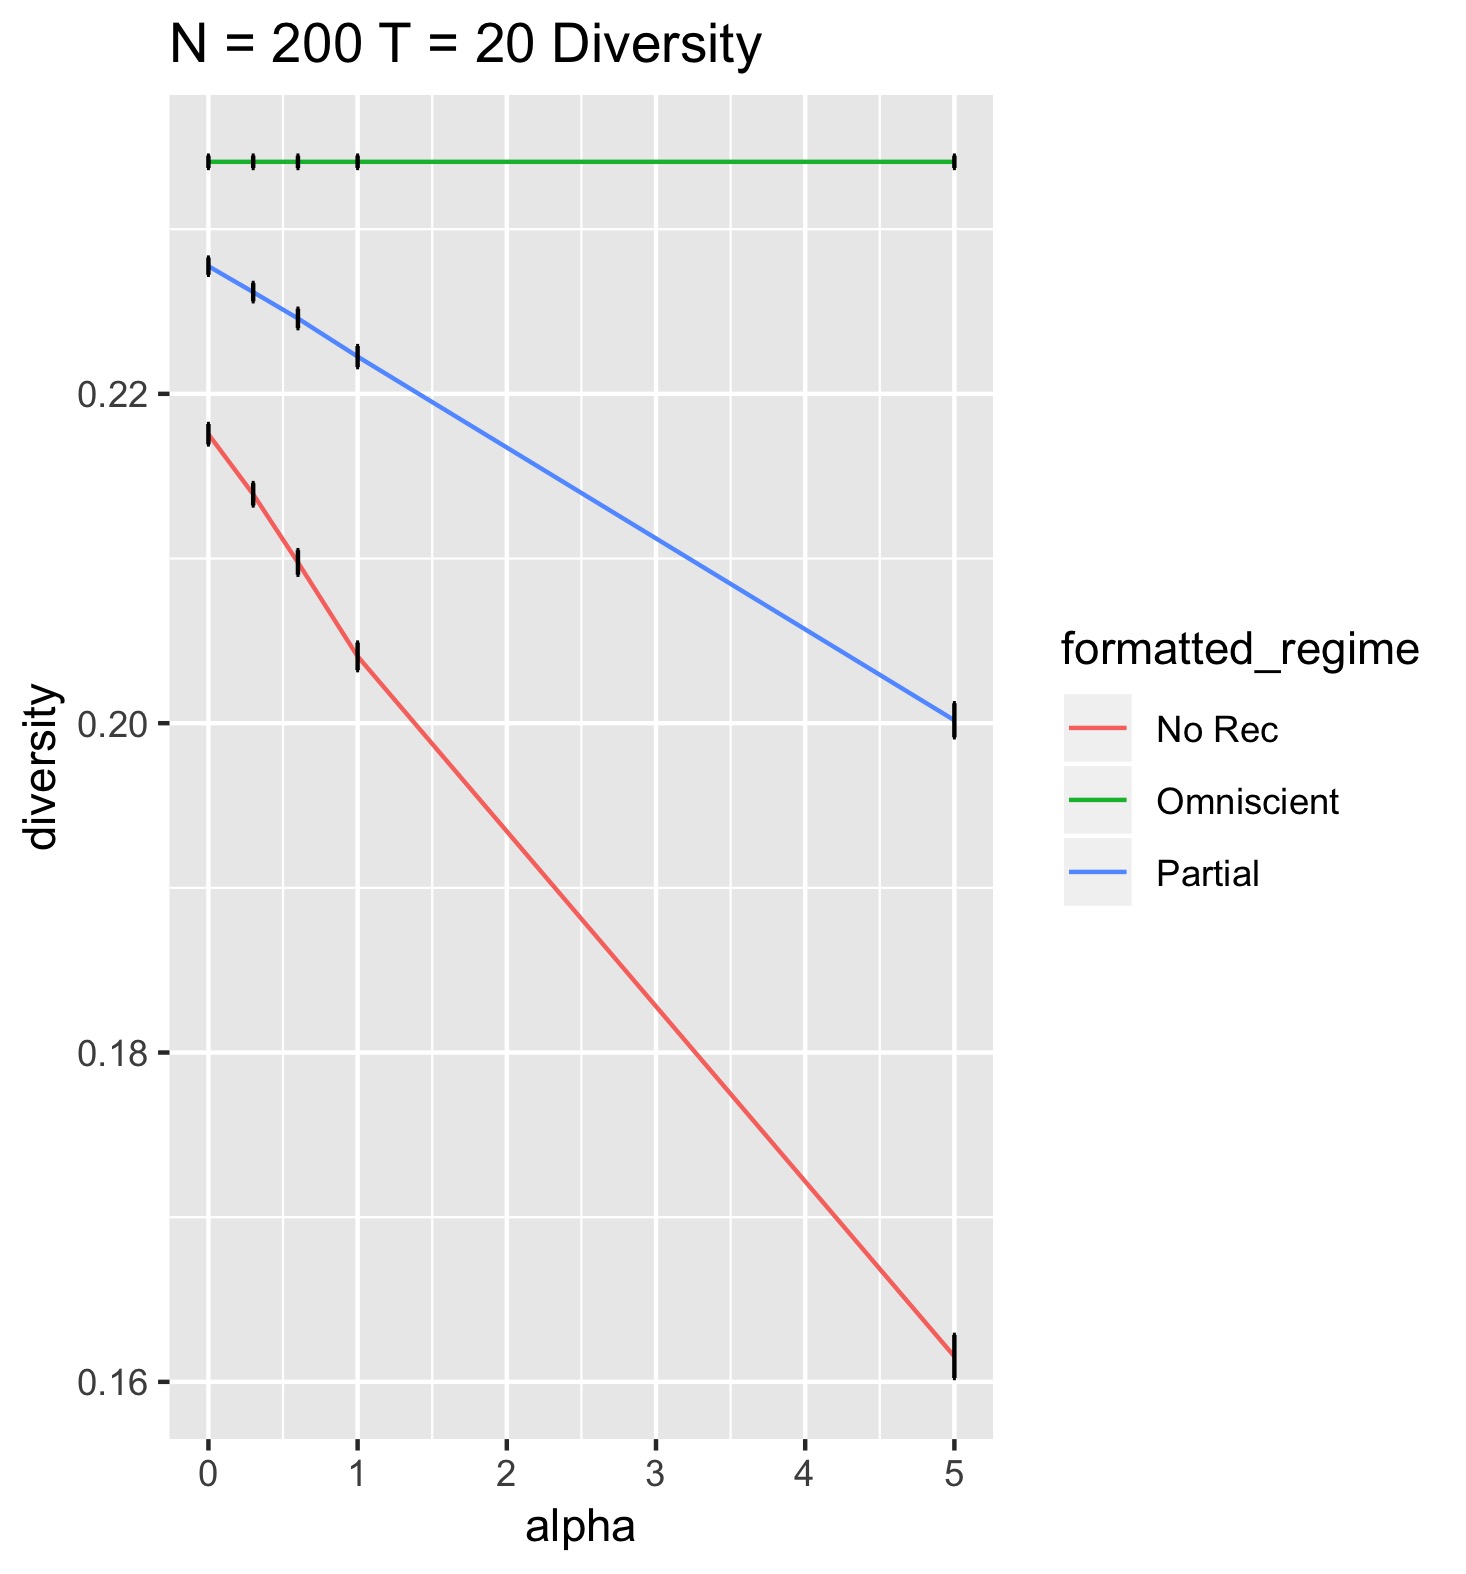 N = 200 T = 20 Diversity
diversity
0.22
0.20
0.18
0.16
0
1
2
3
4
5
alpha
formatted_regime
No Rec
Omniscient
Partial